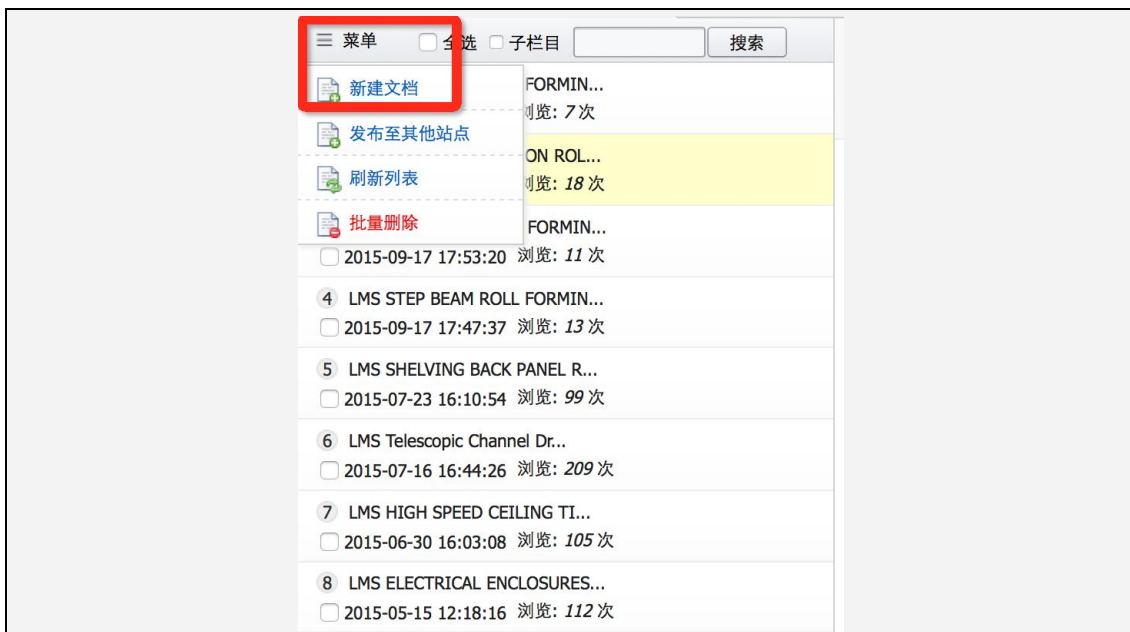 菜单 全选 子栏目 搜索
新建文档
FORMIN...
浏览: 7 次
发布至其他站点
ON ROL...
刷新列表
浏览: 18 次
批量删除
FORMIN...
2015-09-17 17:53:20 浏览: 11 次
4 LMS STEP BEAM ROLL FORMIN...
2015-09-17 17:47:37 浏览: 13 次
5 LMS SHELVING BACK PANEL R...
2015-07-23 16:10:54 浏览: 99 次
6 LMS Telescopic Channel Dr...
2015-07-16 16:44:26 浏览: 209 次
7 LMS HIGH SPEED CEILING TI...
2015-06-30 16:03:08 浏览: 105 次
8 LMS ELECTRICAL ENCLOSURES...
2015-05-15 12:18:16 浏览: 112 次